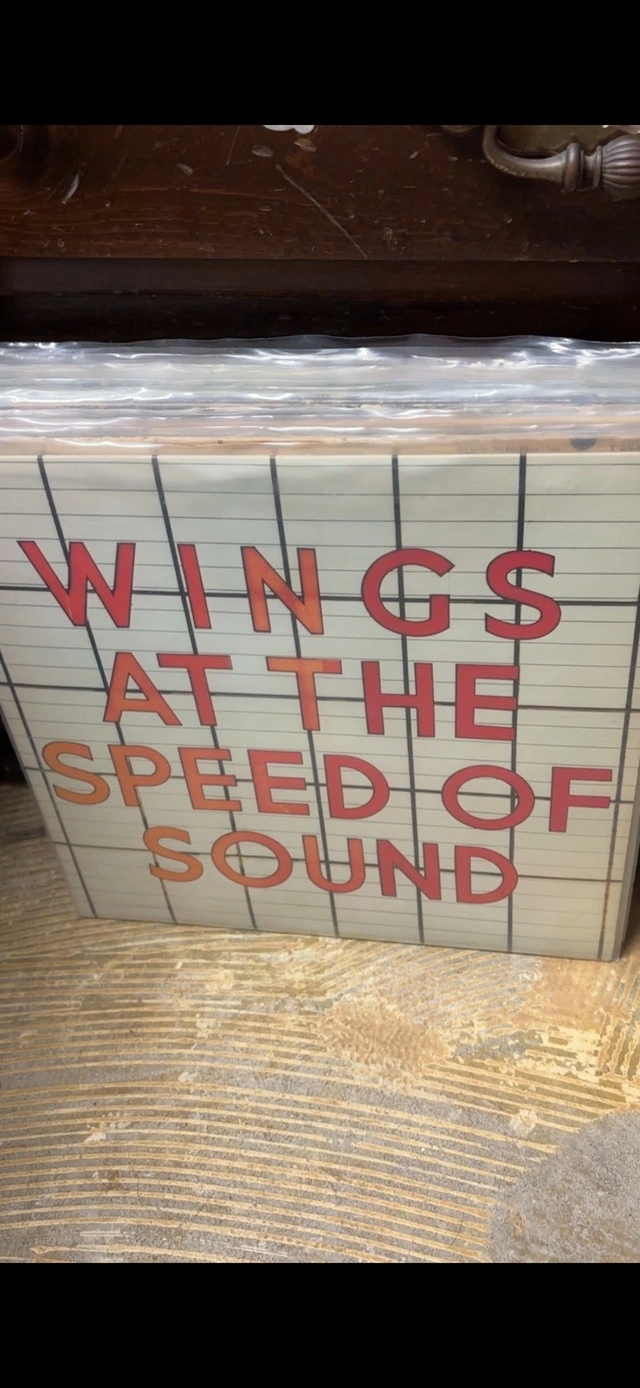 WINGS
AT THE
SPEED OF
SOUND